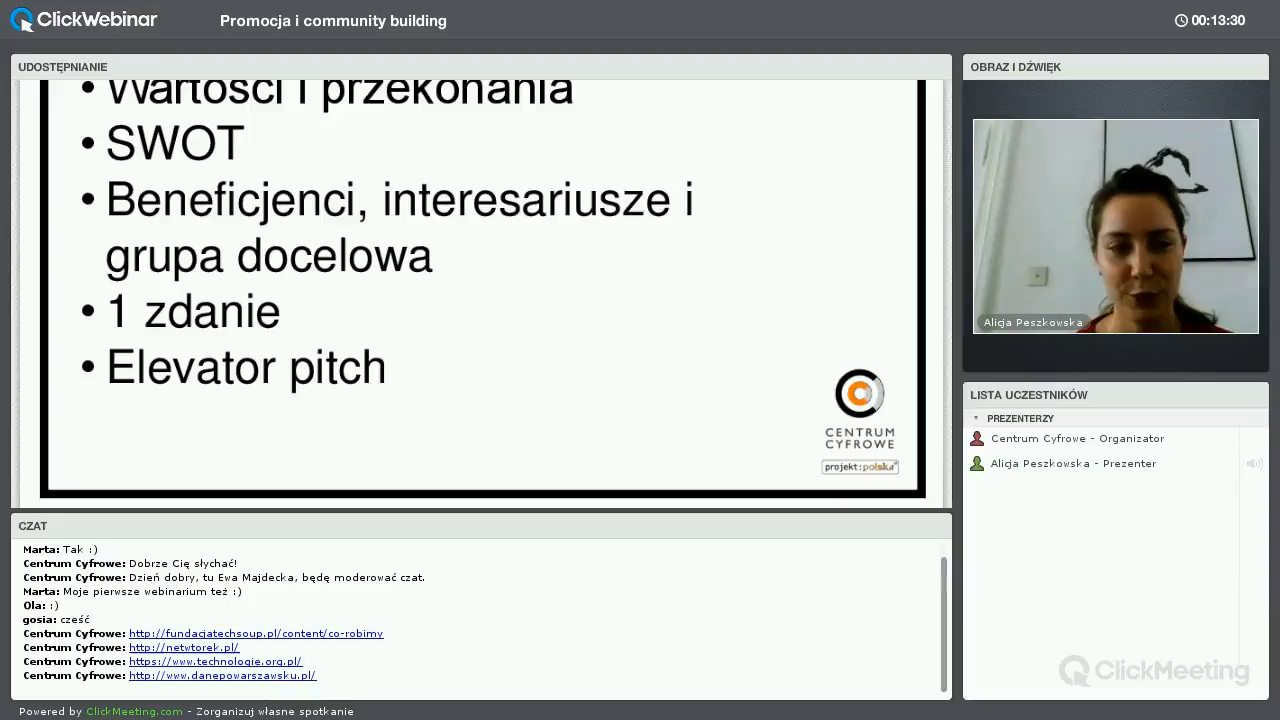 ClickWebinar
Promocja i community building
00:13:30
UDOSTĘPNIANIE
• Wartości i przekonania
• SWOT
• Beneficjenci, interesariusze i
grupa docelowa
• 1 zdanie
• Elevator pitch
CENTRUM
CYFROWE
projekt:polska
OBRAZ I DŹWIĘK
Alicja Peszkowska
LISTA UCZESTNIKÓW
PREZENTERZY
Centrum Cyfrowe - Organizator
Alicja Peszkowska - Prezenter
CZAT
Marta: Tak :)
Centrum Cyfrowe: Dobrze Cię słychać!
Centrum Cyfrowe: Dzień dobry, tu Ewa Majdecka, będę moderować czat.
Marta: Moje pierwsze webinarium też :)
Ola: :)
gosia: cześć
Centrum Cyfrowe: http://fundacjatechsoup.pl/content/co-robimy
Centrum Cyfrowe: http://netwtorek.pl/
Centrum Cyfrowe: https://www.technologie.org.pl/
Centrum Cyfrowe: http://www.danepowarszawsku.pl/
ClickMeeting
Powered by ClickMeeting.com - Zorganizuj własne spotkanie